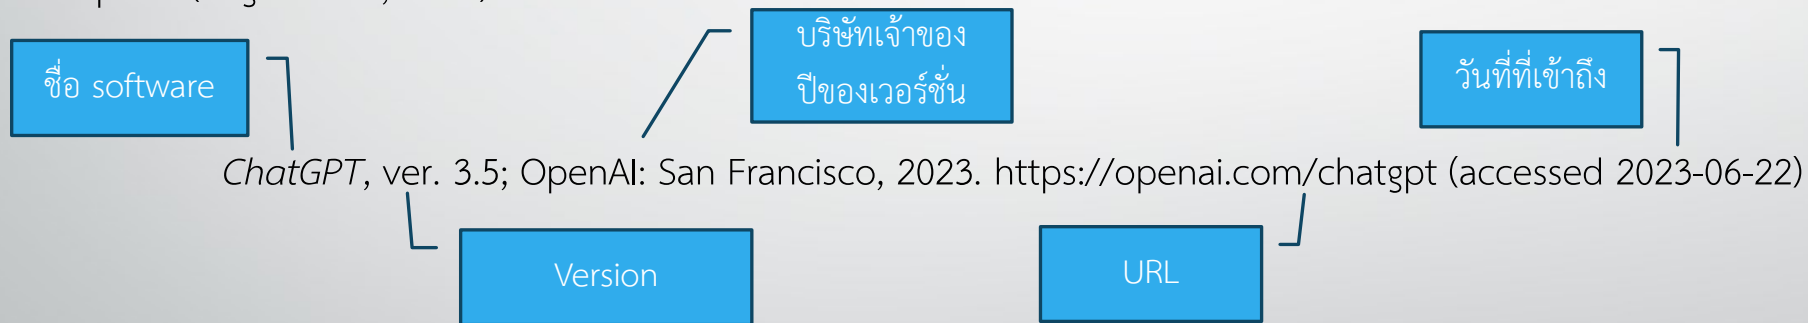 ชื่อ software
บริษัทเจ้าของ
ปีของเวอร์ชั่น
วันที่ที่เข้าถึง
ChatGPT, ver. 3.5; OpenAI: San Francisco, 2023. https://openai.com/chatgpt (accessed 2023-06-22)
Version
URL